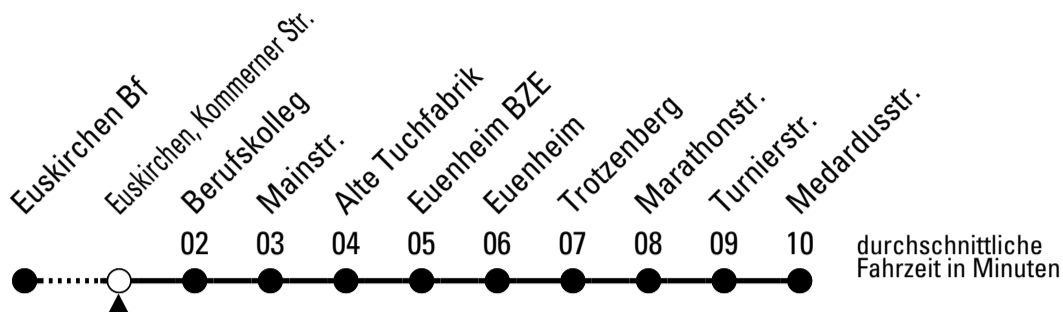 Euskirchen Bf
Euskirchen, Kommerner Str.
Berufskolleg
Mainstr.
Alte Tuchfabrik
Euenheim BZE
Euenheim
Trotzenberg
Marathonstr.
Turnierstr.
Medardusstr.
02 03 04 05 06 07 08 09 10
durchschnittliche
Fahrzeit in Minuten